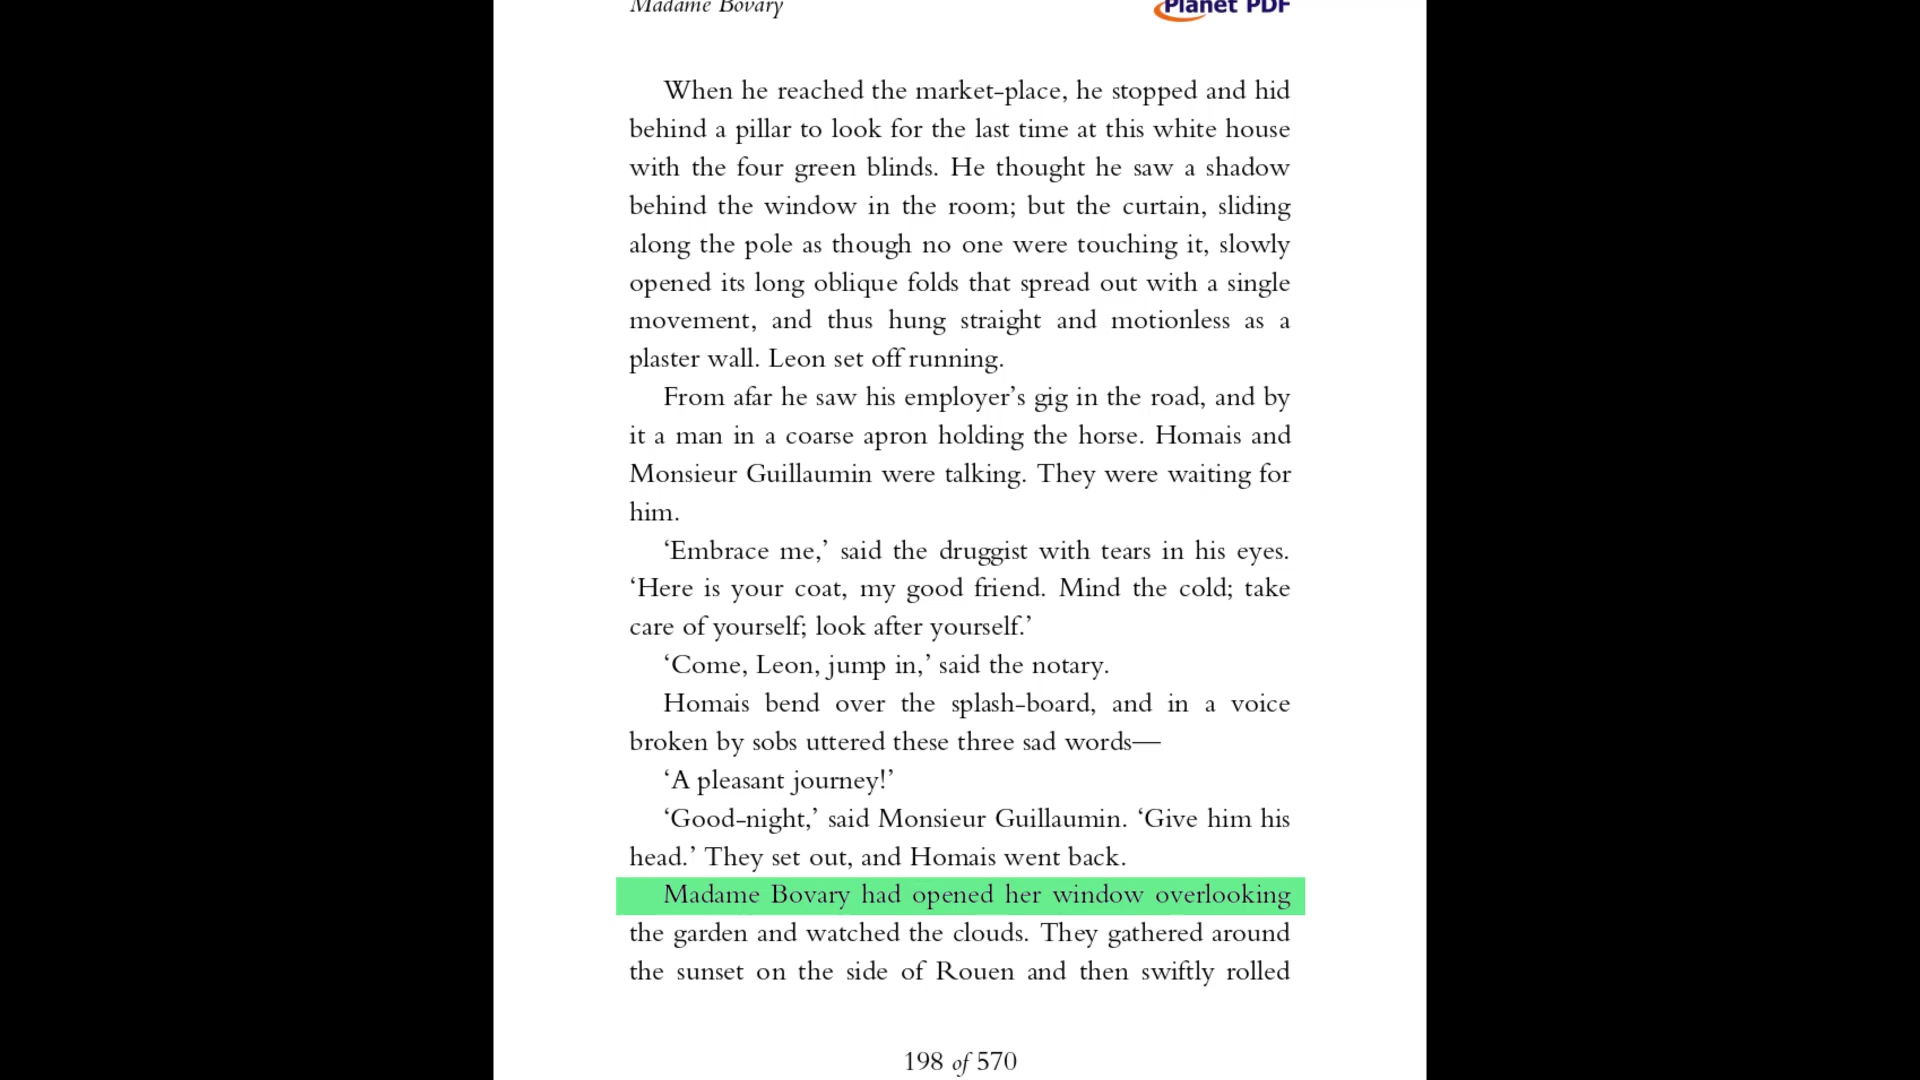 Madame Bovary
Planet PDF
When he reached the market-place, he stopped and hid
behind a pillar to look for the last time at this white house
with the four green blinds. He thought he saw a shadow
behind the window in the room; but the curtain, sliding
along the pole as though no one were touching it, slowly
opened its long oblique folds that spread out with a single
movement, and thus hung straight and motionless as a
plaster wall. Leon set off running.
From afar he saw his employer’s gig in the road, and by
it a man in a coarse apron holding the horse. Homais and
Monsieur Guillaumin were talking. They were waiting for
him.
‘Embrace me,’ said the druggist with tears in his eyes.
‘Here is your coat, my good friend. Mind the cold; take
care of yourself; look after yourself.’
‘Come, Leon, jump in,’ said the notary.
Homais bend over the splash-board, and in a voice
broken by sobs uttered these three sad words—
‘A pleasant journey!’
‘Good-night,’ said Monsieur Guillaumin. ‘Give him his
head.’ They set out, and Homais went back.
Madame Bovary had opened her window overlooking
the garden and watched the clouds. They gathered around
the sunset on the side of Rouen and then swiftly rolled
198 of 570